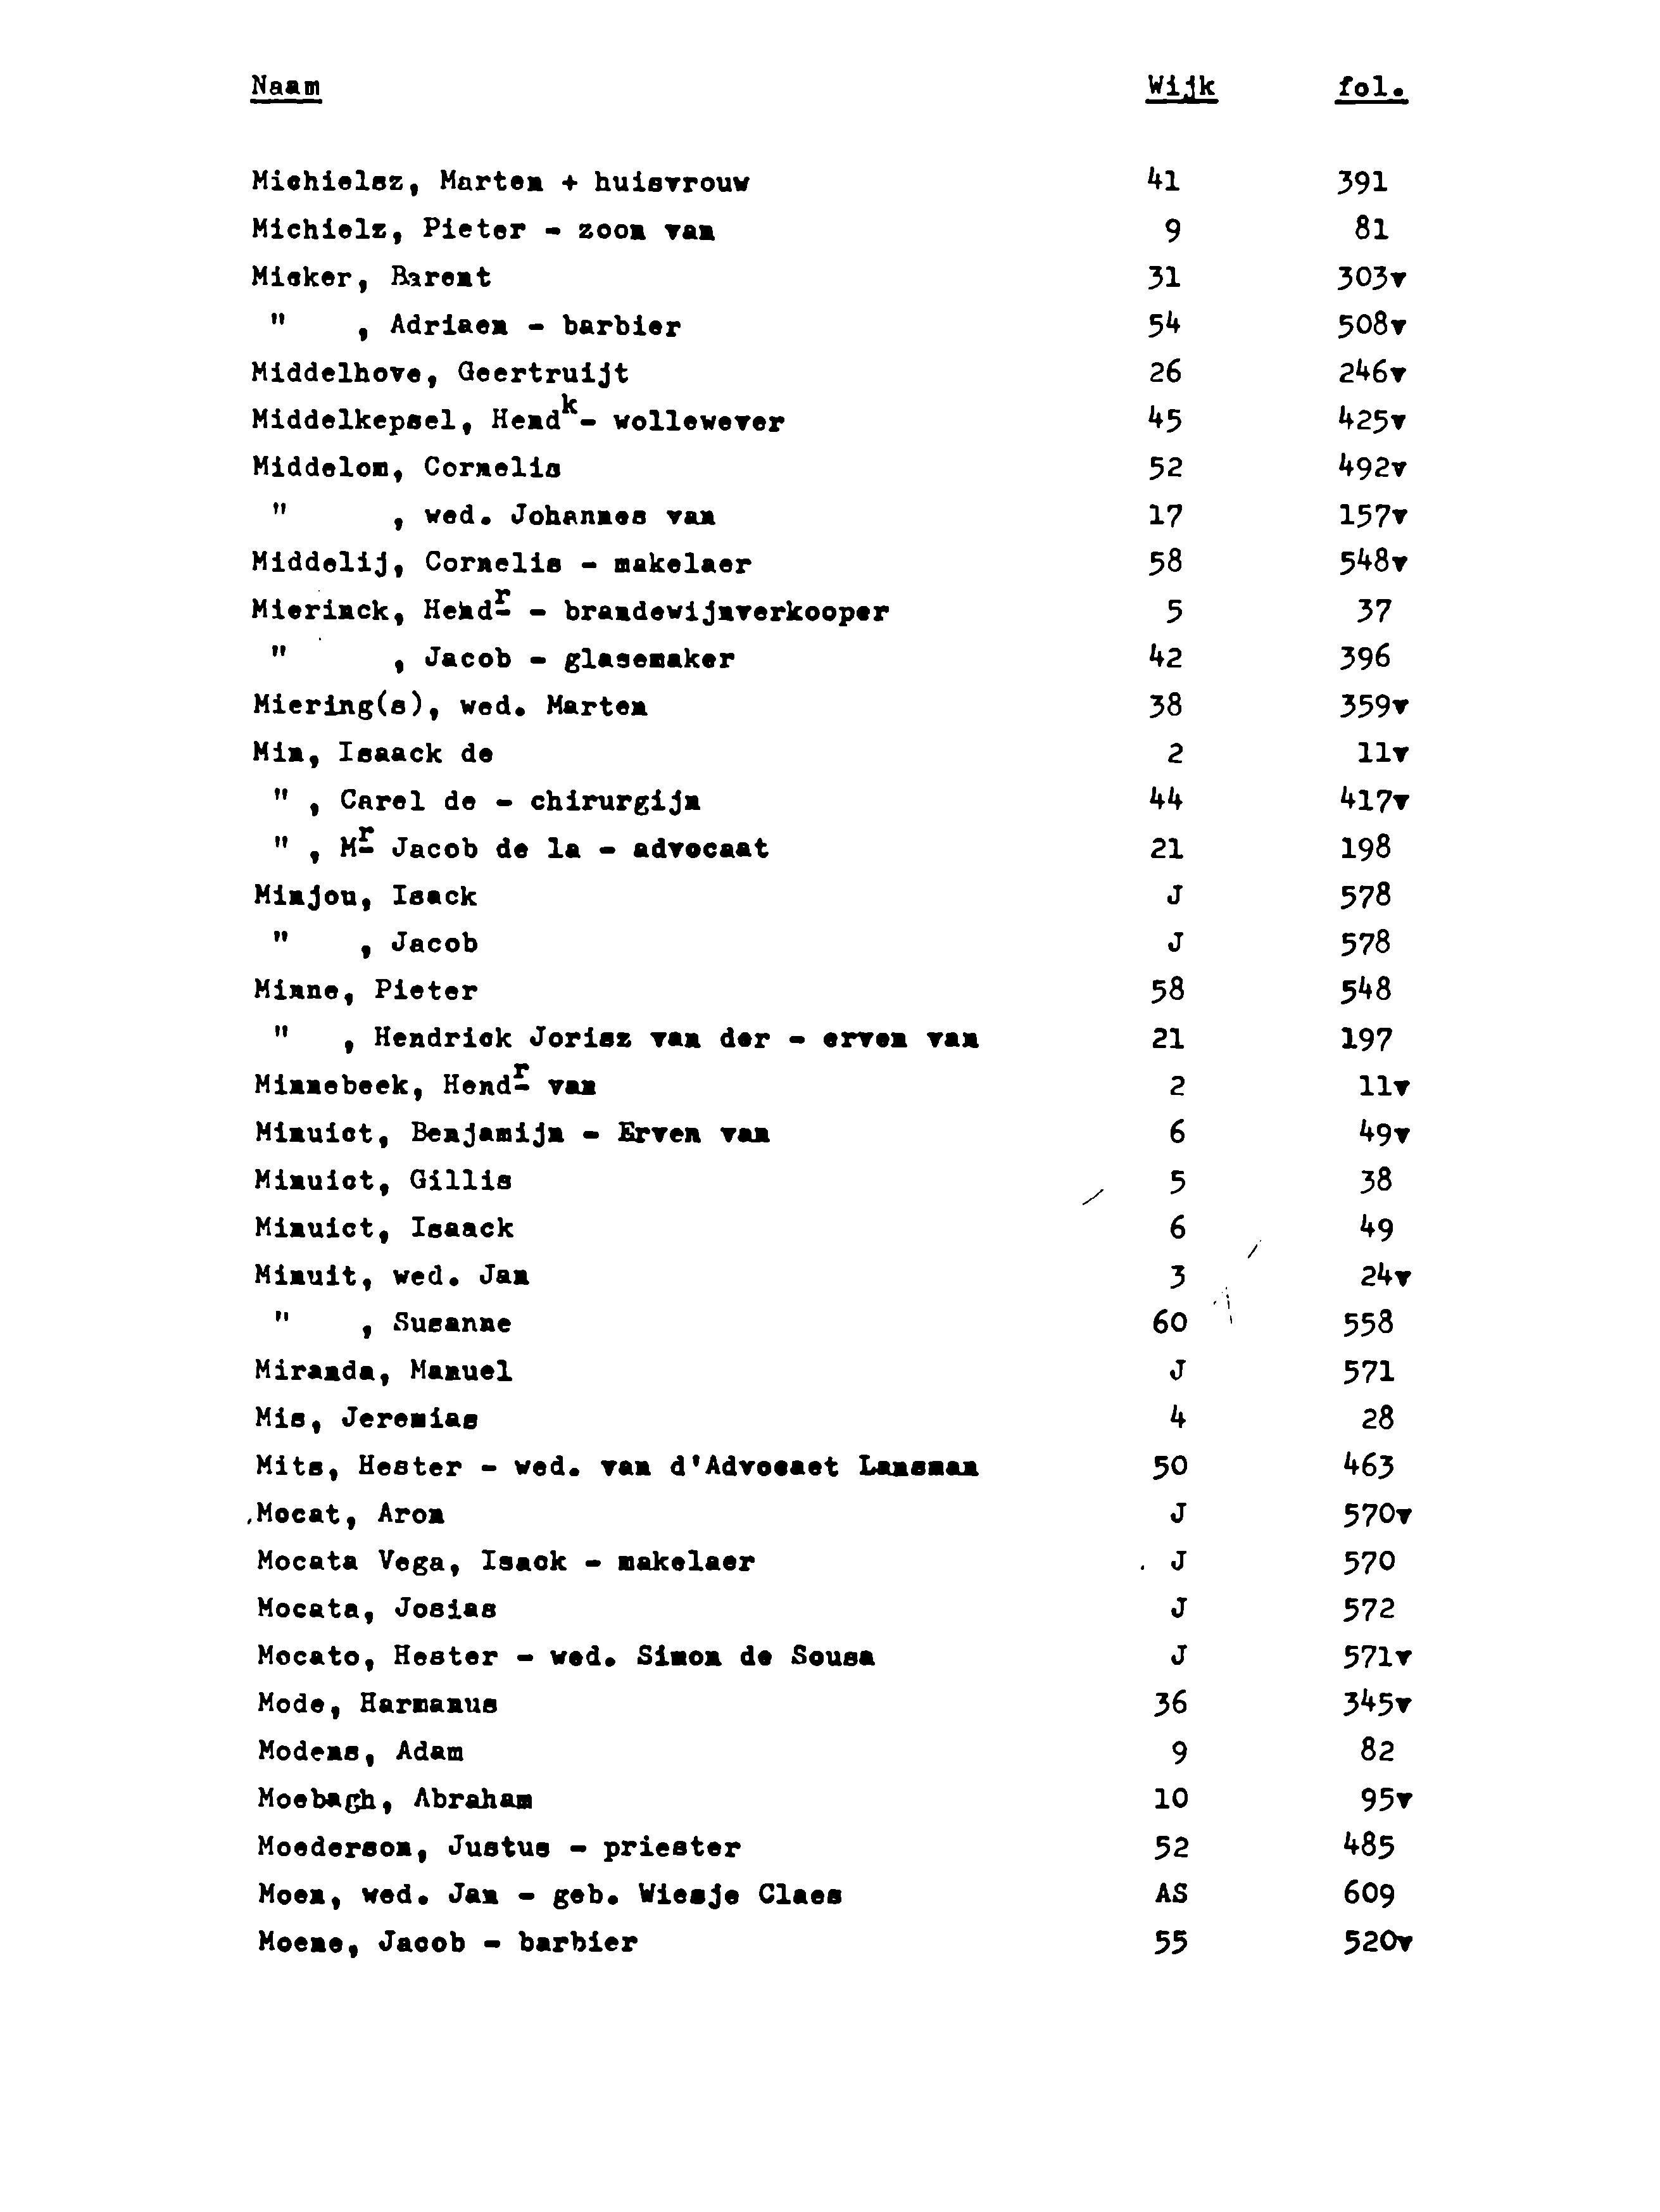 Naam Wijk fol.
Michielsz, Marten + huisvrouw 41 391
Michielz, Pieter - zoon van 9 81
Micker, Barent 31 303v
" , Adriaen - barbier 54 508v
Middelhove, Geertruijt 26 246v
Middelkepsel, Hendk - wollewever 45 425v
Middelom, Cornelis 52 492v
" , wed. Johannes van 17 157v
Middelij, Cornelis - makelaer 58 548v
Mierinck, Hendr - brandewijnverkooper 5 37
" , Jacob - glasemaker 42 396
Miering(s), wed. Marten 38 359v
Min, Isaack de 2 11v
" , Carel de - chirurgijn 44 417v
" , Mr Jacob de la - advocaat 21 198
Minjou, Isack J 578
" , Jacob J 578
Minne, Pieter 58 548
" , Hendrick Jorisz van der - erven van 21 197
Minnebeek, Hendr van 2 11v
Minuict, Benjamijn - Erven van 6 49v
Minuict, Gillis 5 38
Minuict, Isaack 6 49
Minuit, wed. Jan 3 24v
" , Susanne 60 558
Miranda, Manuel J 571
Mis, Jeremias 4 28
Mits, Hester - wed. van d'Advocaet Lansman 50 463
Mocat, Aron J 570v
Mocata Vega, Isack - makelaer J 570
Mocata, Josias J 572
Mocato, Hester - wed. Simon de Sousa J 571v
Mode, Harmanus 36 345v
Modens, Adam 9 82
Moebagh, Abraham 10 95v
Moederson, Justus - priester 52 485
Moen, wed. Jan - geb. Wiesje Claes AS 609
Moene, Jacob - barbier 55 520v